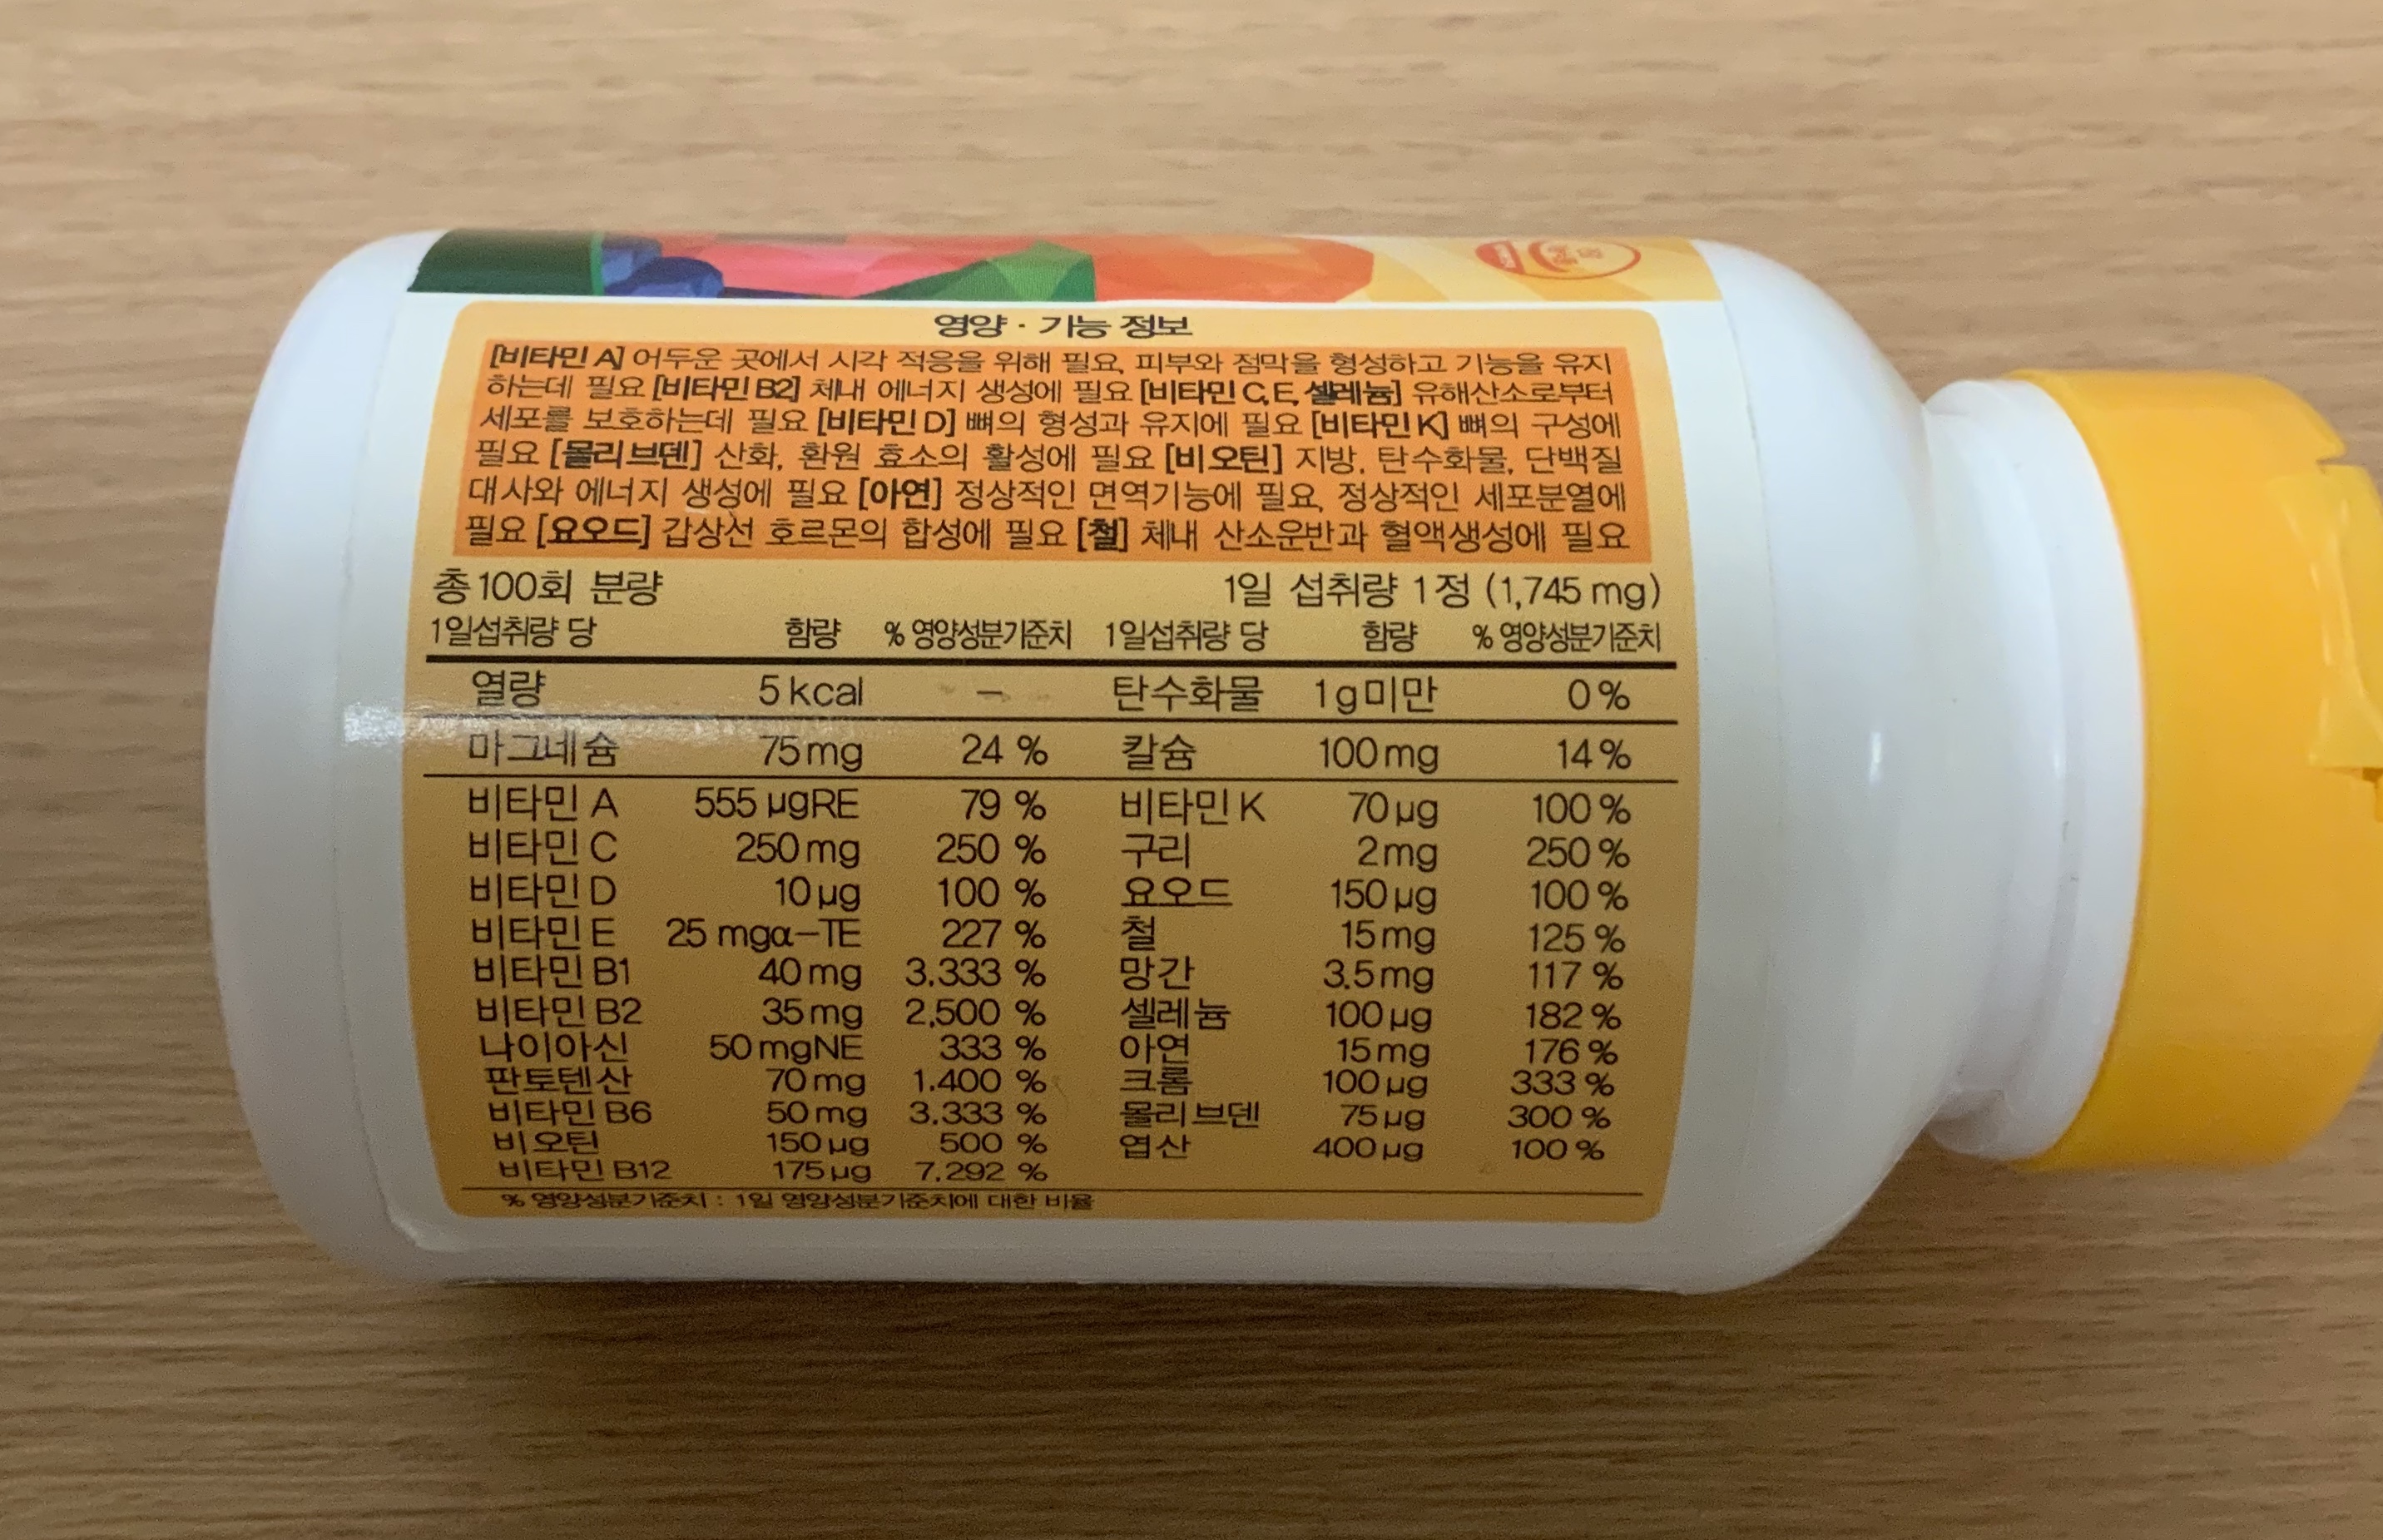 영양 · 기능 정보
[비타민 A] 어두운 곳에서 시각 적응을 위해 필요, 피부와 점막을 형성하고 기능을 유지
하는데 필요 [비타민 B2] 체내 에너지 생성에 필요 [비타민 C, E, 셀레늄] 유해산소로부터
세포를 보호하는데 필요 [비타민 D] 뼈의 형성과 유지에 필요 [비타민 K] 뼈의 구성에
필요 [몰리브덴] 산화, 환원 효소의 활성에 필요 [비오틴] 지방, 탄수화물, 단백질
대사와 에너지 생성에 필요 [아연] 정상적인 면역기능에 필요, 정상적인 세포분열에
필요 [요오드] 갑상선 호르몬의 합성에 필요 [철] 체내 산소운반과 혈액생성에 필요
총 100회 분량 1일 섭취량 1정 (1,745 mg)
1일섭취량 당 함량 % 영양성분기준치 1일섭취량 당 함량 % 영양성분기준치
열량 5 kcal – 탄수화물 1g미만 0 %
마그네슘 75 mg 24 % 칼슘 100 mg 14 %
비타민 A 555 µgRE 79 % 비타민 K 70 µg 100 %
비타민 C 250 mg 250 % 구리 2 mg 250 %
비타민 D 10 µg 100 % 요오드 150 µg 100 %
비타민 E 25 mgα–TE 227 % 철 15 mg 125 %
비타민 B1 40 mg 3,333 % 망간 3.5 mg 117 %
비타민 B2 35 mg 2,500 % 셀레늄 100 µg 182 %
나이아신 50 mgNE 333 % 아연 15 mg 176 %
판토텐산 70 mg 1,400 % 크롬 100 µg 333 %
비타민 B6 50 mg 3,333 % 몰리브덴 75 µg 300 %
비오틴 150 µg 500 % 엽산 400 µg 100 %
비타민 B12 175 µg 7,292 %
% 영양성분기준치 : 1일 영양성분기준치에 대한 비율